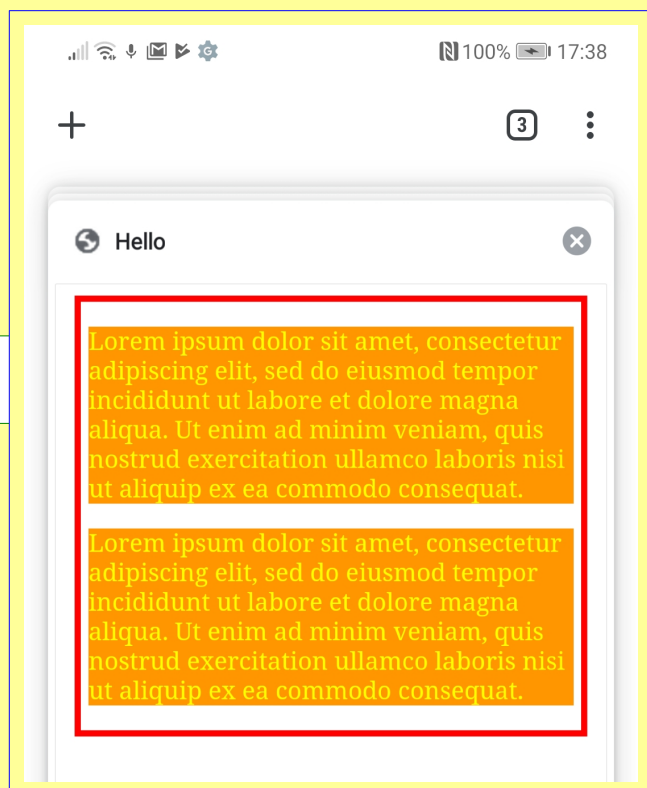 100% 17:38
3
Hello
Lorem ipsum dolor sit amet, consectetur
adipiscing elit, sed do eiusmod tempor
incididunt ut labore et dolore magna
aliqua. Ut enim ad minim veniam, quis
nostrud exercitation ullamco laboris nisi
ut aliquip ex ea commodo consequat.
Lorem ipsum dolor sit amet, consectetur
adipiscing elit, sed do eiusmod tempor
incididunt ut labore et dolore magna
aliqua. Ut enim ad minim veniam, quis
nostrud exercitation ullamco laboris nisi
ut aliquip ex ea commodo consequat.